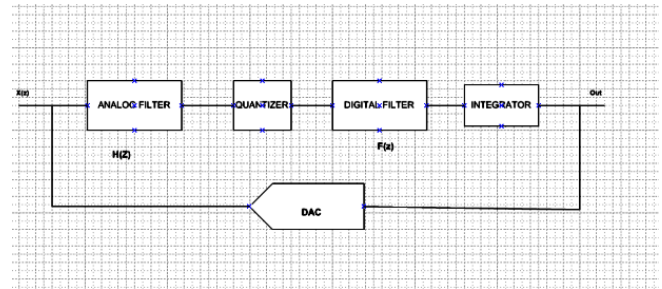 X(z)
Out
ANALOG FILTER
QUANTIZER
DIGITAL FILTER
INTEGRATOR
H(Z)
F(z)
DAC